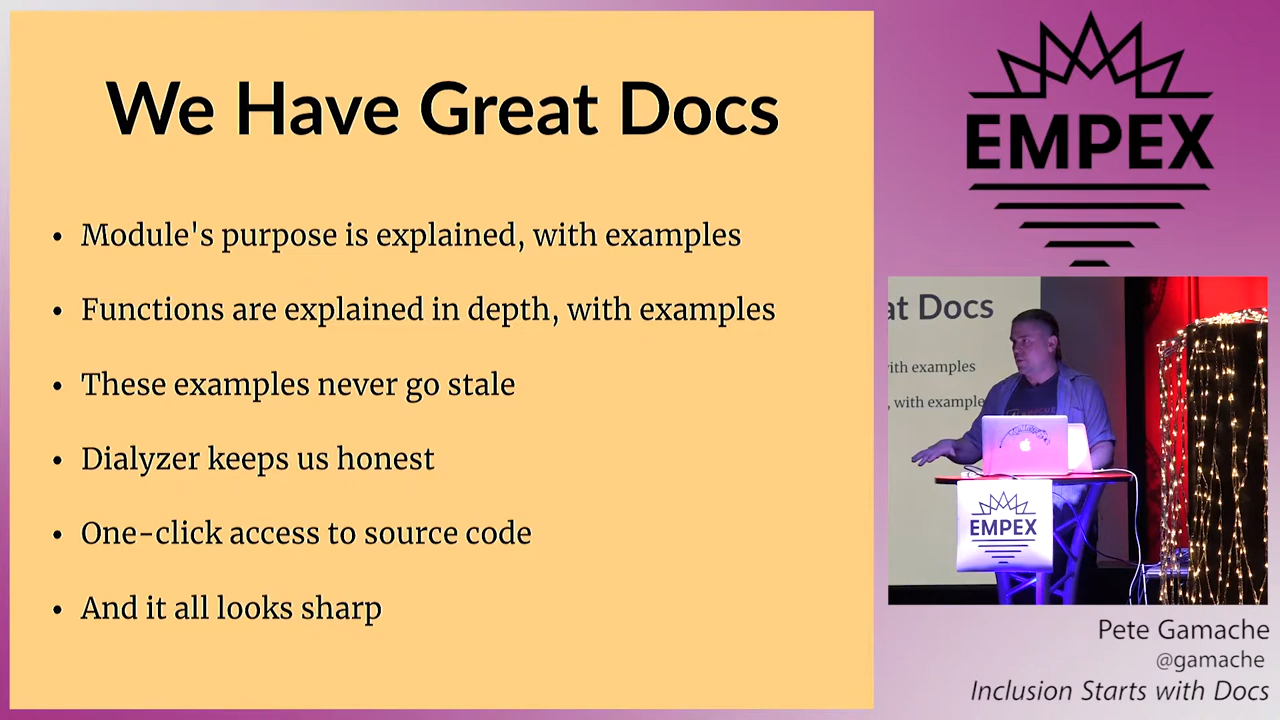 We Have Great Docs
• Module's purpose is explained, with examples
• Functions are explained in depth, with examples
• These examples never go stale
• Dialyzer keeps us honest
• One-click access to source code
• And it all looks sharp
EMPEX
at Docs
with examples
, with example
EMPEX
Pete Gamache
@gamache
Inclusion Starts with Docs